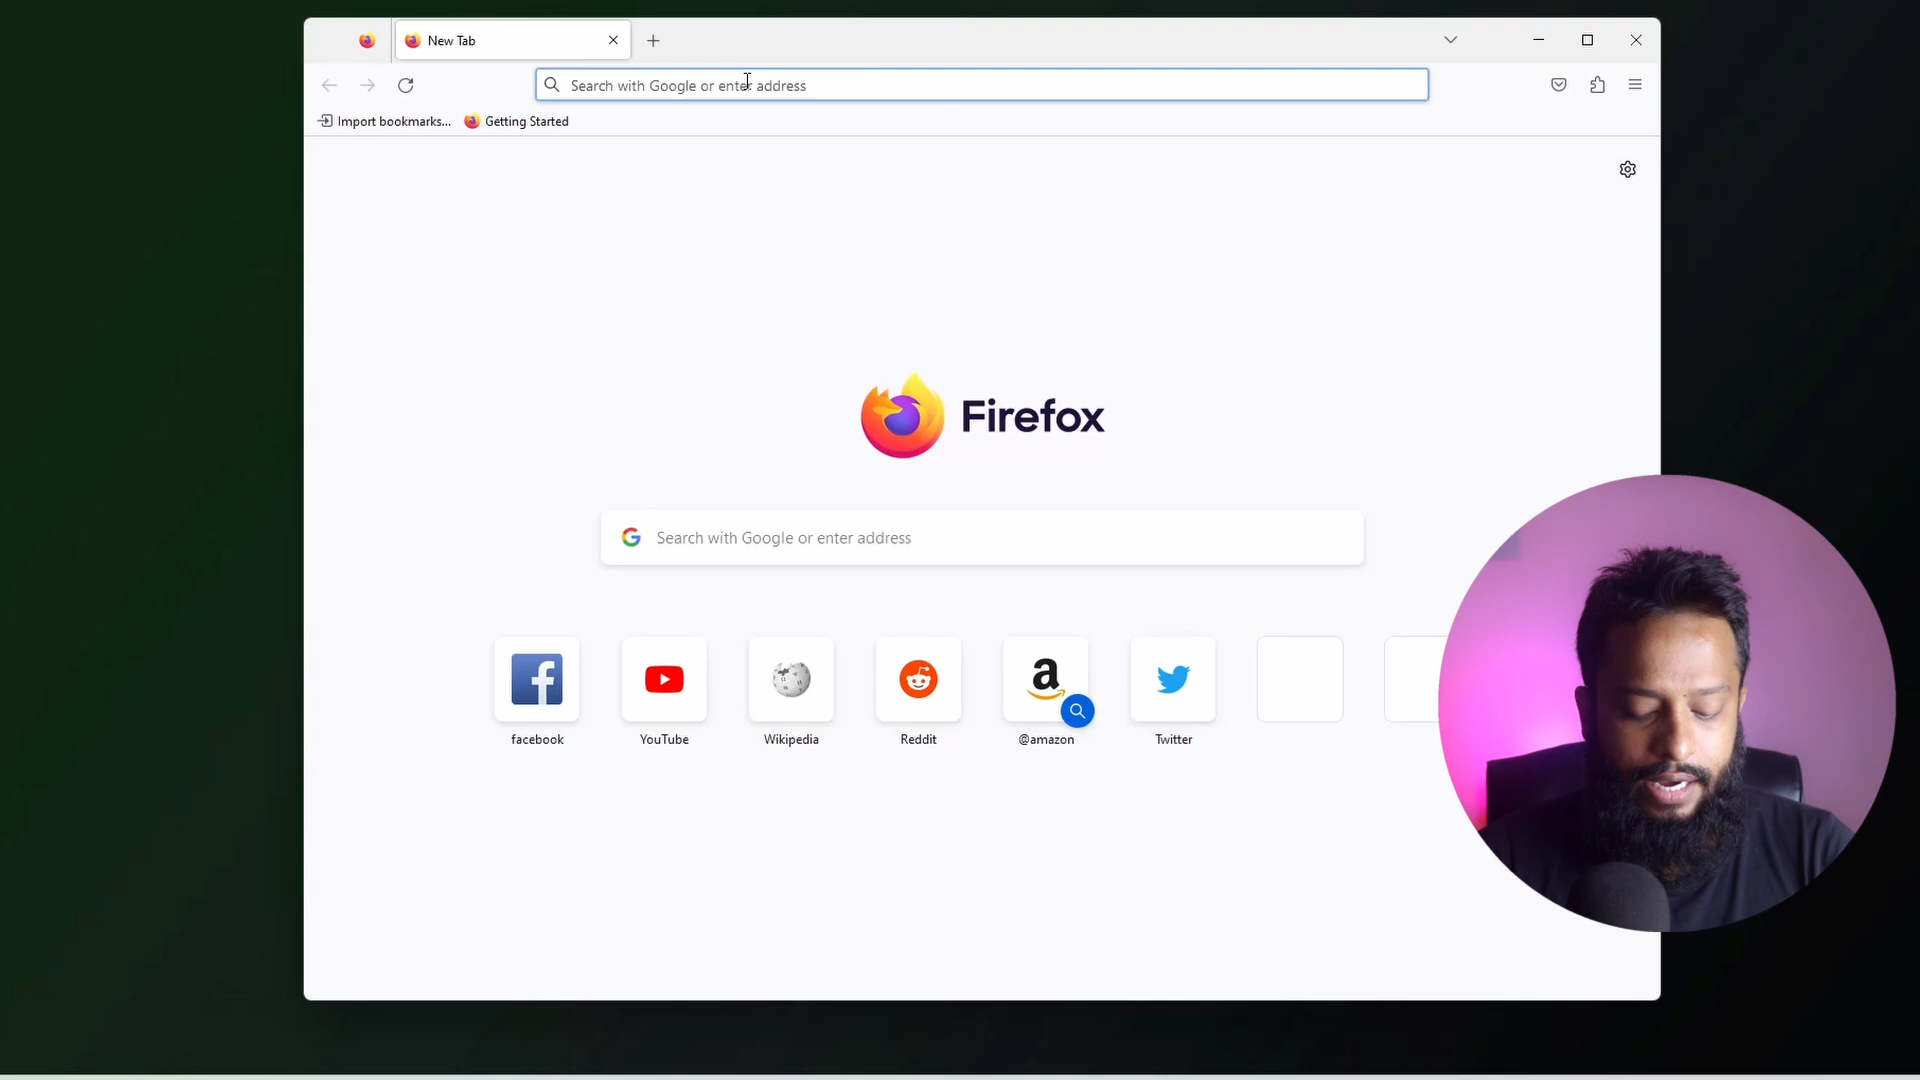 New Tab
Search with Google or enter address
Import bookmarks...
Getting Started
Firefox
Search with Google or enter address
facebook
YouTube
Wikipedia
Reddit
@amazon
Twitter